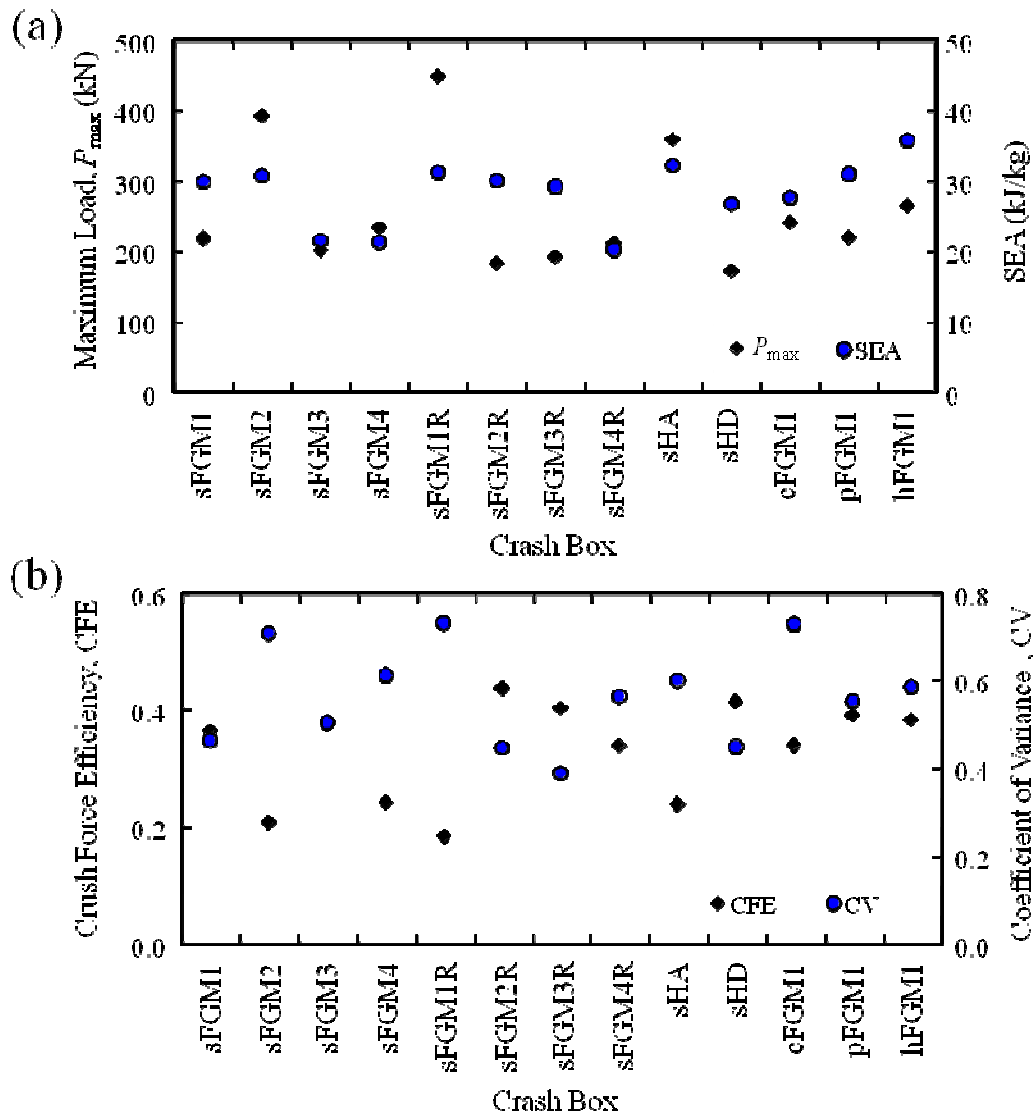 (a)
Maximum Load, Pmax (kN)
500
400
300
200
100
0
50
40
30
20
10
0
SEA (kJ/kg)
Pmax SEA
sFGM1 sFGM2 sFGM3 sFGM4 sFGM1R sFGM2R sFGM3R sFGM4R sHA sHD cFGM1 pFGM1 hFGM1
Crash Box
(b)
Crush Force Efficiency, CFE
0.6
0.4
0.2
0.0
0.8
0.6
0.4
0.2
0.0
Coefficient of Variance , CV
CFE CV
sFGM1 sFGM2 sFGM3 sFGM4 sFGM1R sFGM2R sFGM3R sFGM4R sHA sHD cFGM1 pFGM1 hFGM1
Crash Box